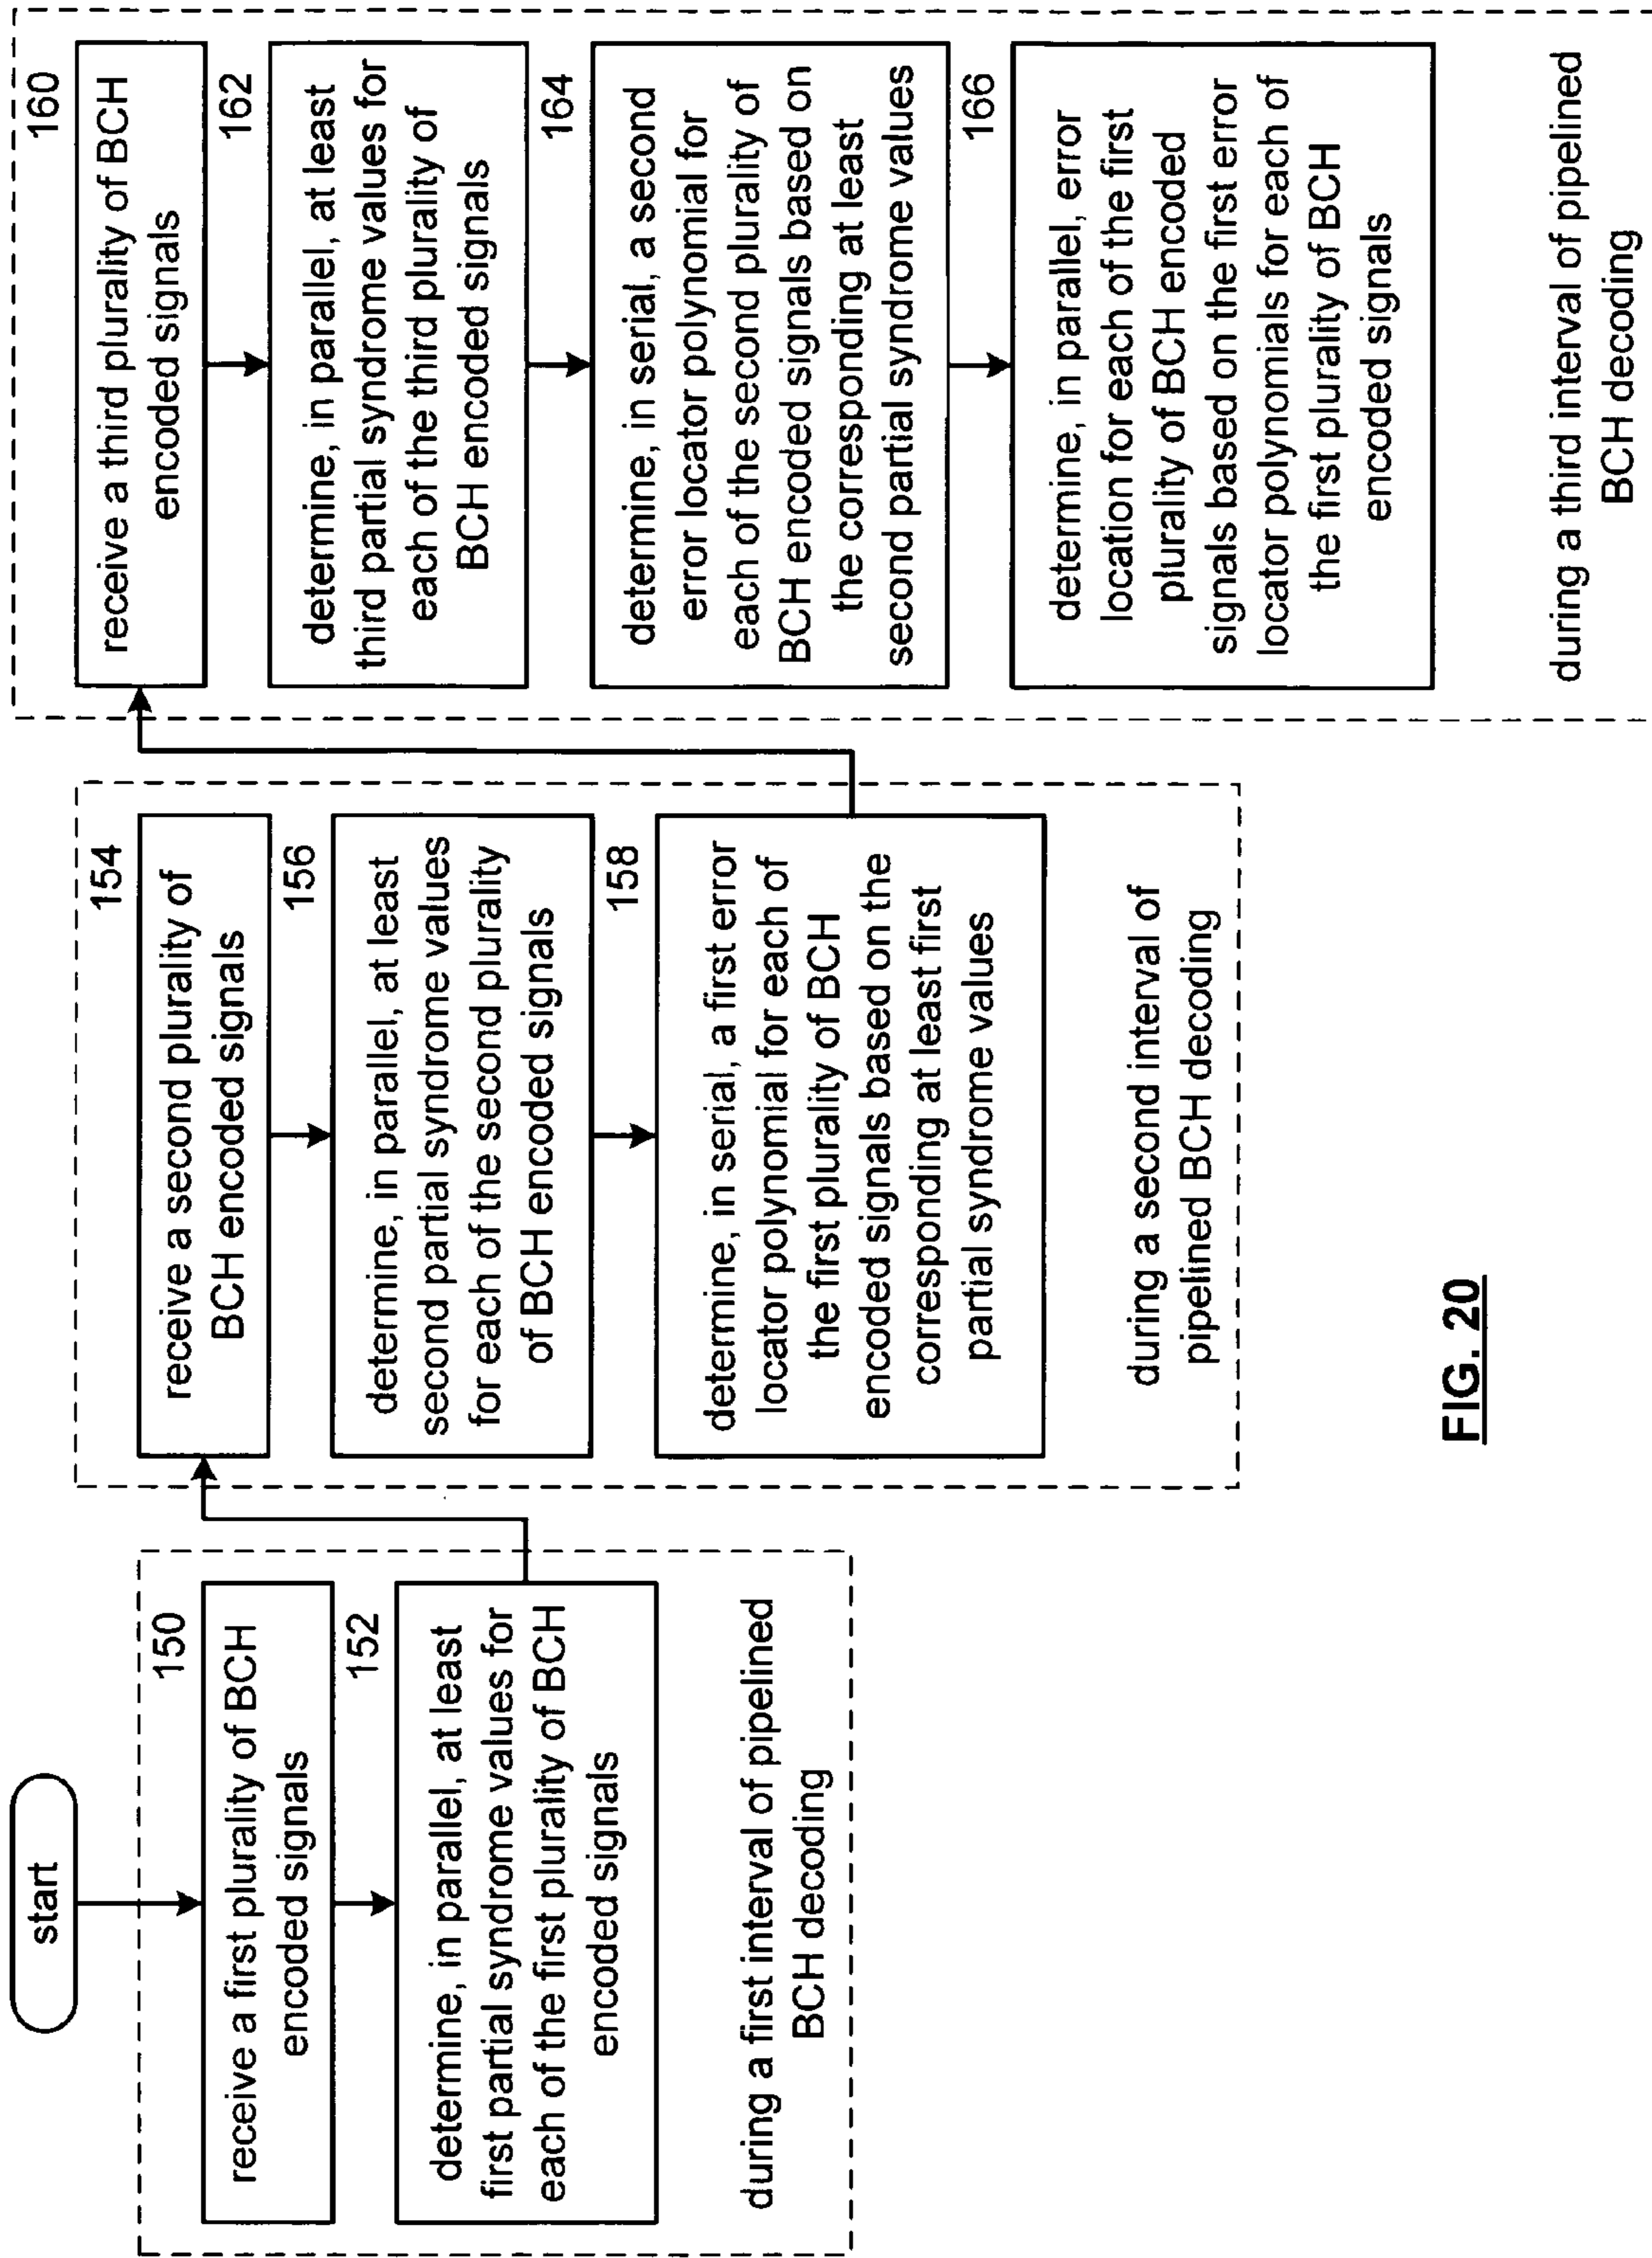 start
150
receive a first plurality of BCH
encoded signals
152
determine, in parallel, at least
first partial syndrome values for
each of the first plurality of BCH
encoded signals
during a first interval of pipelined
BCH decoding
154
receive a second plurality of
BCH encoded signals
156
determine, in parallel, at least
second partial syndrome values
for each of the second plurality
of BCH encoded signals
158
determine, in serial, a first error
locator polynomial for each of
the first plurality of BCH
encoded signals based on the
corresponding at least first
partial syndrome values
during a second interval of
pipelined BCH decoding
160
receive a third plurality of BCH
encoded signals
162
determine, in parallel, at least
third partial syndrome values for
each of the third plurality of
BCH encoded signals
164
determine, in serial, a second
error locator polynomial for
each of the second plurality of
BCH encoded signals based on
the corresponding at least
second partial syndrome values
166
determine, in parallel, error
location for each of the first
plurality of BCH encoded
signals based on the first error
locator polynomials for each of
the first plurality of BCH
encoded signals
during a third interval of pipelined
BCH decoding
FIG. 20